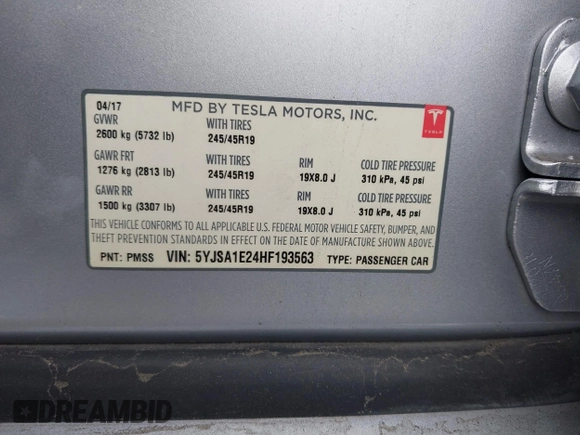 04/17 MFD BY TESLA MOTORS, INC.
GVWR WITH TIRES
2600 kg (5732 lb) 245/45R19
TESLA
GAWR FRT WITH TIRES RIM COLD TIRE PRESSURE
1276 kg (2813 lb) 245/45R19 19X8.0 J 310 kPa, 45 psi
GAWR RR WITH TIRES RIM COLD TIRE PRESSURE
1500 kg (3307 lb) 245/45R19 19X8.0 J 310 kPa, 45 psi
THIS VEHICLE CONFORMS TO ALL APPLICABLE U.S. FEDERAL MOTOR VEHICLE SAFETY, BUMPER, AND
THEFT PREVENTION STANDARDS IN EFFECT ON THE DATE OF MANUFACTURE SHOWN ABOVE.
PNT: PMSS VIN: 5YJSA1E24HF193563 TYPE: PASSENGER CAR
DREAMBID